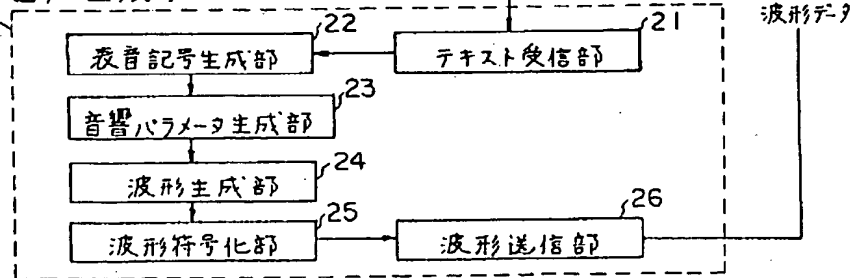 波形データ
22
21
表音記号生成部
テキスト受信部
23
音響パラメータ生成部
24
波形生成部
25
26
波形符号化部
波形送信部